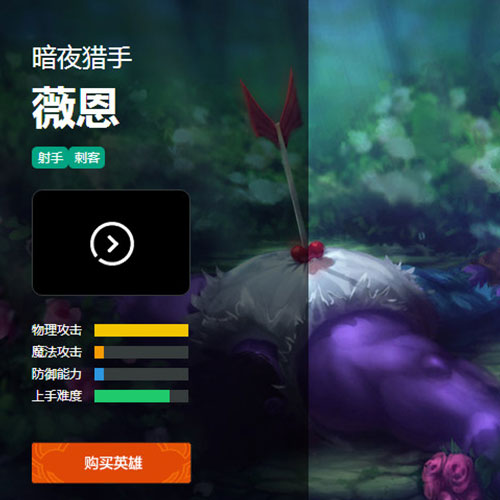 暗夜猎手
薇恩
射手 刺客
物理攻击
魔法攻击
防御能力
上手难度
购买英雄